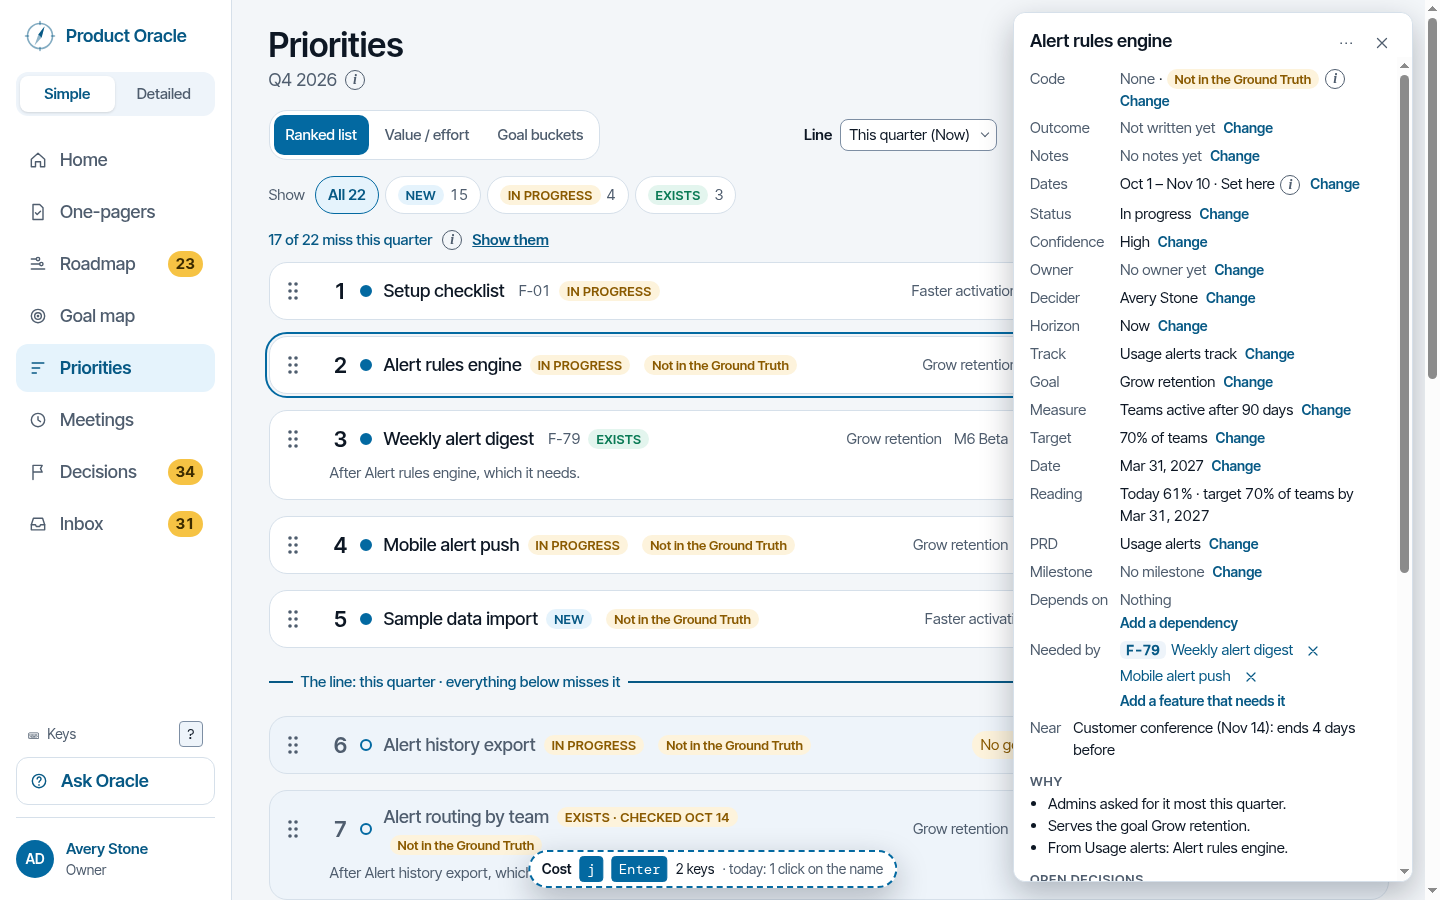 Product Oracle
Simple
Detailed
Home
One-pagers
Roadmap 23
Goal map
Priorities
Meetings
Decisions 34
Inbox 31
Keys ?
Ask Oracle
AD
Avery Stone
Owner
Priorities
Q4 2026 i
Ranked list
Value / effort
Goal buckets
Line This quarter (Now)
Show All 22 NEW 15 IN PROGRESS 4 EXISTS 3
17 of 22 miss this quarter i Show them
1 Setup checklist F-01 IN PROGRESS Faster activation
2 Alert rules engine IN PROGRESS Not in the Ground Truth Grow retention
3 Weekly alert digest F-79 EXISTS Grow retention M6 Beta
After Alert rules engine, which it needs.
4 Mobile alert push IN PROGRESS Not in the Ground Truth Grow retention
5 Sample data import NEW Not in the Ground Truth Faster activati
The line: this quarter · everything below misses it
6 Alert history export IN PROGRESS Not in the Ground Truth No
7 Alert routing by team EXISTS · CHECKED OCT 14 Grow retention
Not in the Ground Truth
After Alert history export, which
Cost j Enter 2 keys · today: 1 click on the name
Alert rules engine ...
Code None · Not in the Ground Truth i
Change
Outcome Not written yet Change
Notes No notes yet Change
Dates Oct 1 – Nov 10 · Set here i Change
Status In progress Change
Confidence High Change
Owner No owner yet Change
Decider Avery Stone Change
Horizon Now Change
Track Usage alerts track Change
Goal Grow retention Change
Measure Teams active after 90 days Change
Target 70% of teams Change
Date Mar 31, 2027 Change
Reading Today 61% · target 70% of teams by
Mar 31, 2027
PRD Usage alerts Change
Milestone No milestone Change
Depends on Nothing
Add a dependency
Needed by F-79 Weekly alert digest
Mobile alert push
Add a feature that needs it
Near Customer conference (Nov 14): ends 4 days
before
WHY
• Admins asked for it most this quarter.
• Serves the goal Grow retention.
• From Usage alerts: Alert rules engine.
OPEN DECISIONS